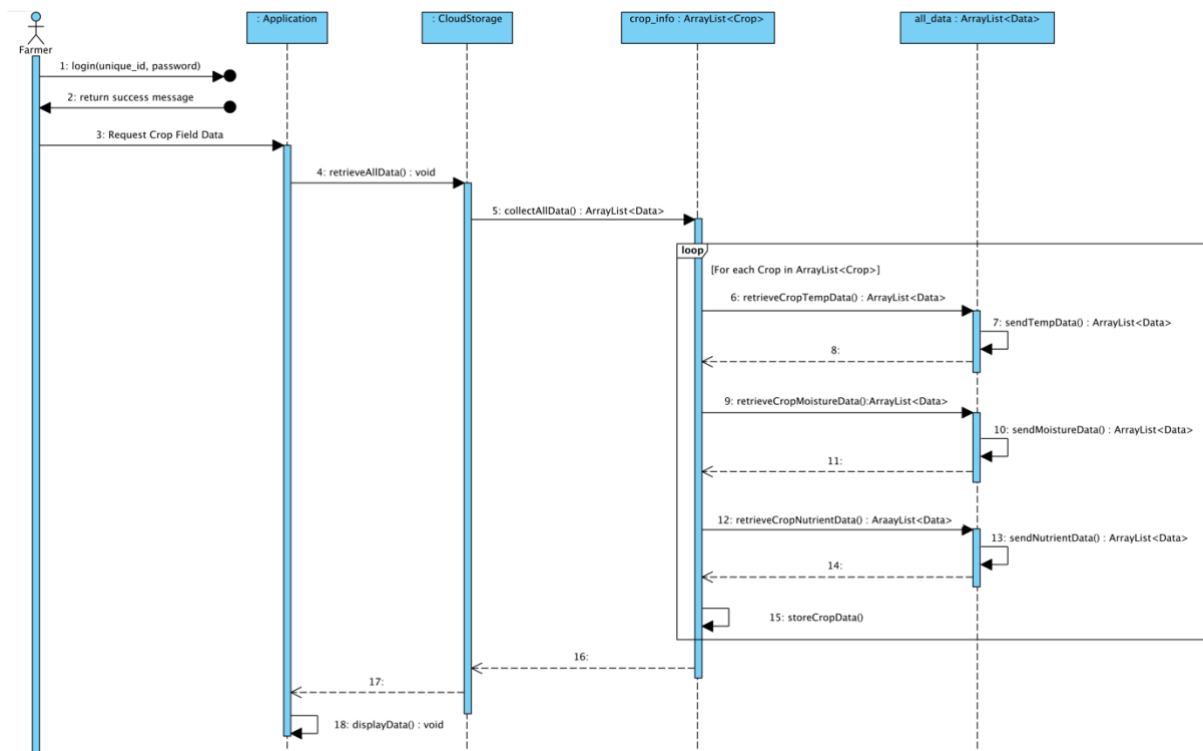 : Application
: CloudStorage
crop_info : ArrayList<Crop>
all_data : ArrayList<Data>
Farmer
1: login(unique_id, password)
2: return success message
3: Request Crop Field Data
4: retrieveAllData() : void
5: collectAllData() : ArrayList<Data>
loop
[For each Crop in ArrayList<Crop>]
6: retrieveCropTempData() : ArrayList<Data>
7: sendTempData() : ArrayList<Data>
8:
9: retrieveCropMoistureData():ArrayList<Data>
10: sendMoistureData() : ArrayList<Data>
11:
12: retrieveCropNutrientData() : AraayList<Data>
13: sendNutrientData() : ArrayList<Data>
14:
15: storeCropData()
16:
17:
18: displayData() : void